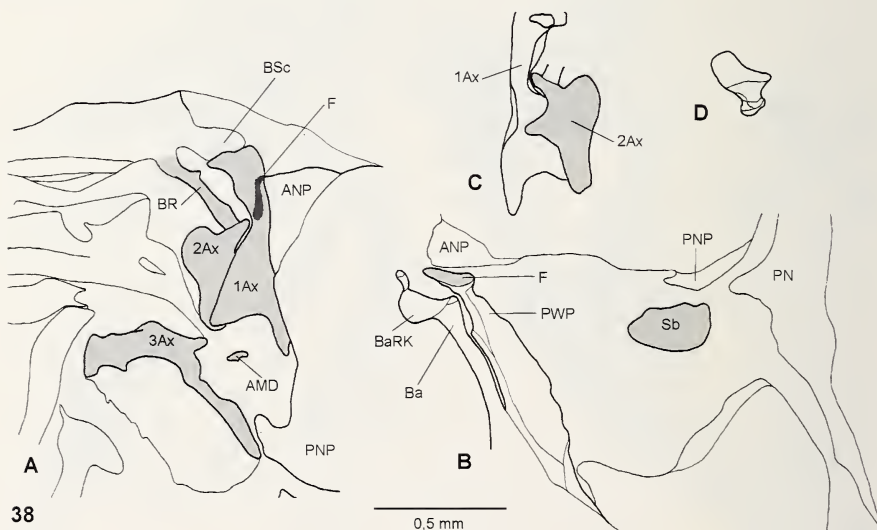 BSc
F
ANP
BR
2Ax
1Ax
3Ax
AMD
PNP
A
1Ax
2Ax
C
D
ANP
F
PNP
PN
BaRK
PWP
Sb
Ba
B
38
0,5 mm